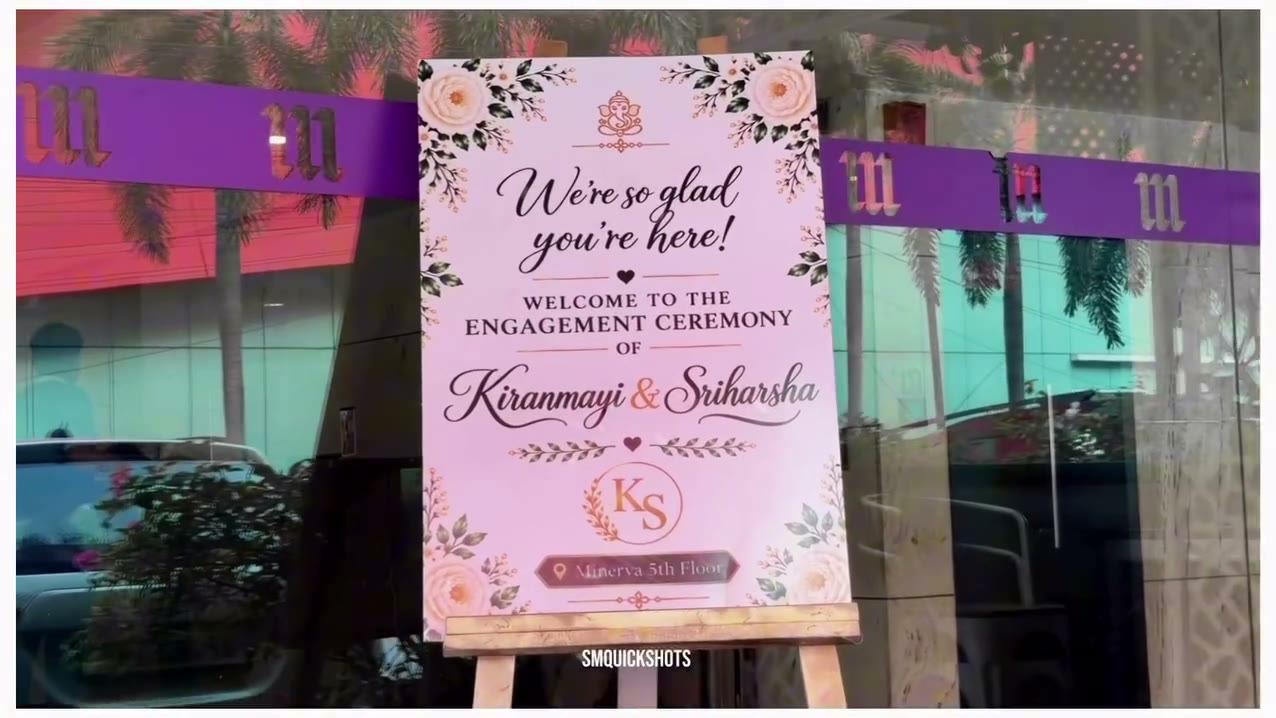 m m m m m
We're so glad
you're here!
WELCOME TO THE
ENGAGEMENT CEREMONY
OF
Kiranmayi & Sriharsha
KS
Minerva 5th Floor
SMQUICKSHOTS